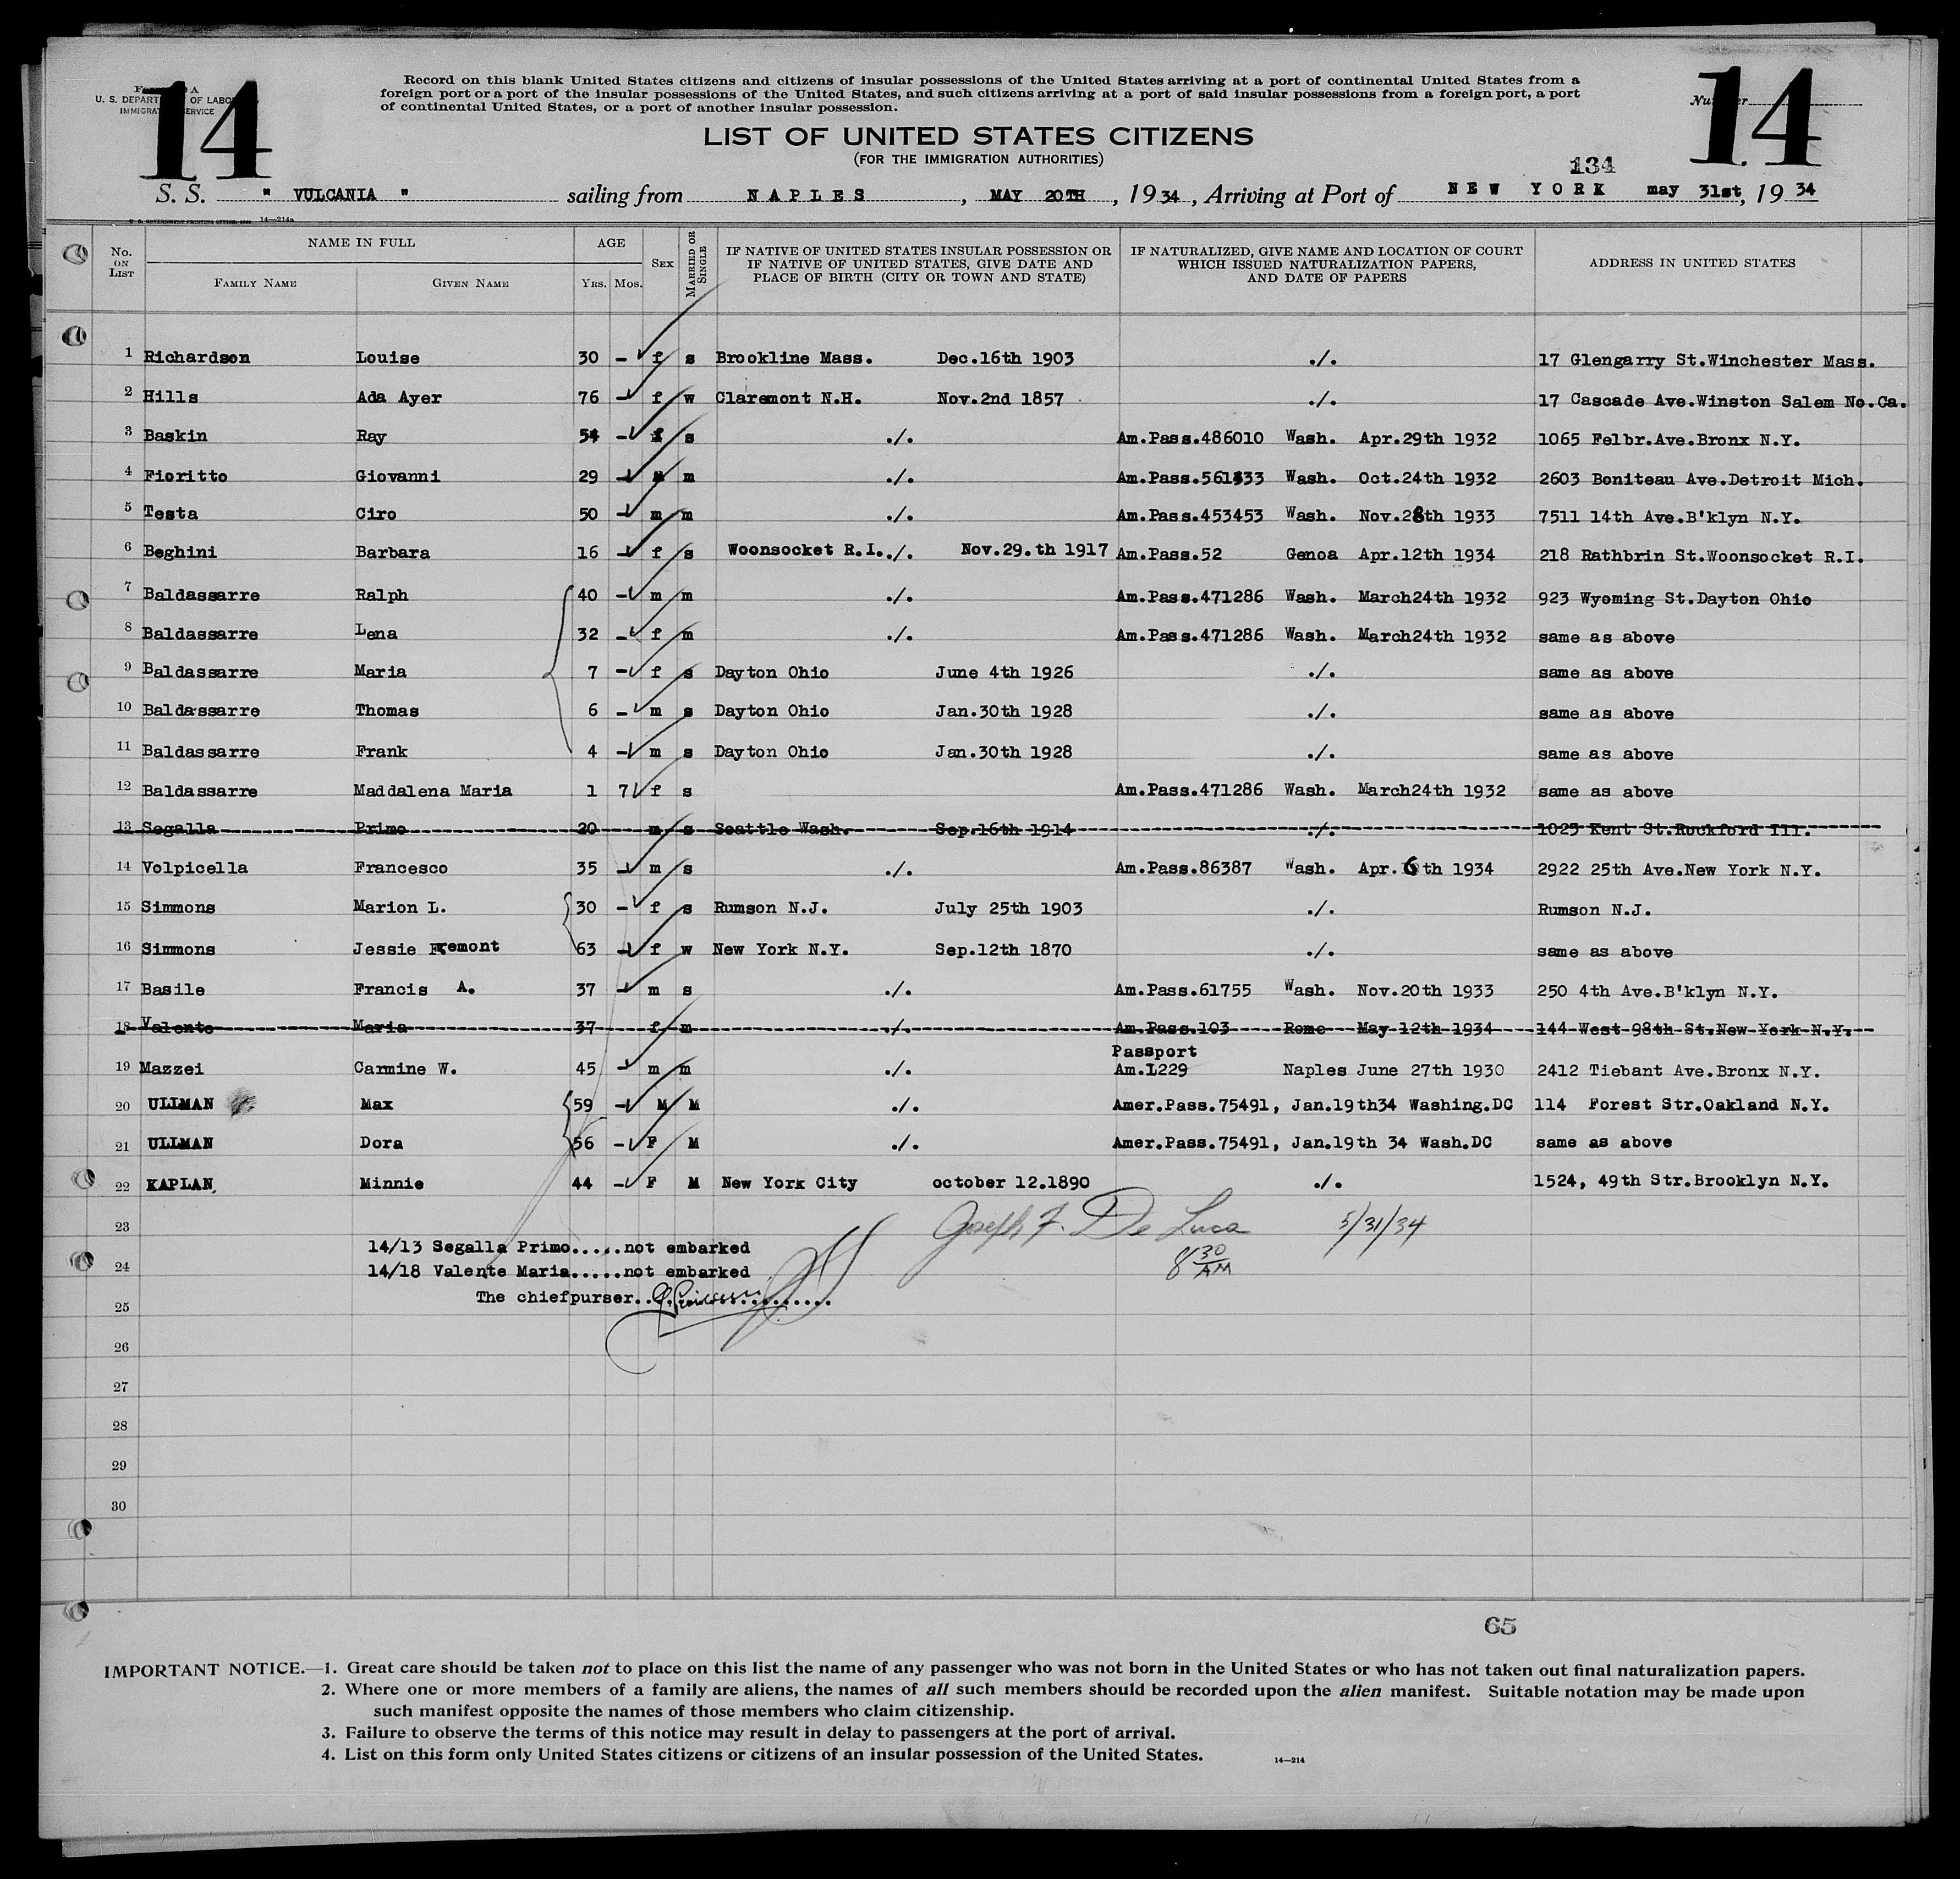 14
14
U. S. DEPART OF LABO
IMMIGRA ERVICE
Record on this blank United States citizens and citizens of insular possessions of the United States arriving at a port of continental United States from a
foreign port or a port of the insular possessions of the United States, and such citizens arriving at a port of said insular possessions from a foreign port, a port
of continental United States, or a port of another insular possession.
LIST OF UNITED STATES CITIZENS
(FOR THE IMMIGRATION AUTHORITIES)
134
S. S. " VULCANIA " sailing from NAPLES, MAY 20TH, 1934, Arriving at Port of NEW YORK may 31st, 1934
14—214a
No. ON LIST
NAME IN FULL
FAMILY NAME
GIVEN NAME
AGE
YRS. MOS.
SEX
MARRIED OR SINGLE
IF NATIVE OF UNITED STATES INSULAR POSSESSION OR
IF NATIVE OF UNITED STATES, GIVE DATE AND
PLACE OF BIRTH (CITY OR TOWN AND STATE)
IF NATURALIZED, GIVE NAME AND LOCATION OF COURT
WHICH ISSUED NATURALIZATION PAPERS,
AND DATE OF PAPERS
ADDRESS IN UNITED STATES
1 Richardson Louise 30 - f s Brookline Mass. Dec.16th 1903 ./. 17 Glengarry St.Winchester Mass.
2 Hills Ada Ayer 76 - f w Claremont N.H. Nov.2nd 1857 ./. 17 Cascade Ave.Winston Salem No.Ca.
3 Baskin Ray 54 - f s ./. Am.Pass.486010 Wash. Apr.29th 1932 1065 Felbr.Ave.Bronx N.Y.
4 Fioritto Giovanni 29 - m ./. Am.Pass.561433 Wash. Oct.24th 1932 2603 Boniteau Ave.Detroit Mich.
5 Testa Ciro 50 - m m ./. Am.Pass.453453 Wash. Nov.28th 1933 7511 14th Ave.B'klyn N.Y.
6 Beghini Barbara 16 - f s Woonsocket R.I../. Nov.29.th 1917 Am.Pass.52 Genoa Apr.12th 1934 218 Rathbrin St.Woonsocket R.I.
7 Baldassarre Ralph 40 - m m ./. Am.Pass.471286 Wash. March24th 1932 923 Wyoming St.Dayton Ohio
8 Baldassarre Lena 32 - f m ./. Am.Pass.471286 Wash. March24th 1932 same as above
9 Baldassarre Maria 7 - f s Dayton Ohio June 4th 1926 ./. same as above
10 Baldassarre Thomas 6 - m s Dayton Ohio Jan.30th 1928 ./. same as above
11 Baldassarre Frank 4 - m s Dayton Ohio Jan.30th 1928 ./. same as above
12 Baldassarre Maddalena Maria 1 7 f s Am.Pass.471286 Wash. March24th 1932 same as above
13 Segalla Primo 20 m s Seattle Wash. Sep.16th 1914 ./. 1025 Kent St.Rockford Ill.
14 Volpicella Francesco 35 - m s ./. Am.Pass.86387 Wash. Apr.6th 1934 2922 25th Ave.New York N.Y.
15 Simmons Marion L. 30 - f s Rumson N.J. July 25th 1903 ./. Rumson N.J.
16 Simmons Jessie Fremont 63 - f w New York N.Y. Sep.12th 1870 ./. same as above
17 Basile Francis A. 37 - m s ./. Am.Pass.61755 Wash. Nov.20th 1933 250 4th Ave.B'klyn N.Y.
18 Valente Maria 37 f m ./. Am.Pass.103 Rome May 12th 1934 144 West 98th St.New York N.Y.
Passport
19 Mazzei Carmine W. 45 - m m ./. Am.1229 Naples June 27th 1930 2412 Tiebant Ave.Bronx N.Y.
20 ULLMAN Max 59 - M M ./. Amer.Pass.75491, Jan.19th34 Washing.DC 114 Forest Str.Oakland N.Y.
21 ULLMAN Dora 56 - F M ./. Amer.Pass.75491, Jan.19th 34 Wash.DC same as above
22 KAPLAN, Minnie 44 - F M New York City october 12.1890 ./. 1524, 49th Str.Brooklyn N.Y.
23 Joseph F. De Luca 5/31/34
14/13 Segalla Primo.....not embarked
24 8 30 AM
14/18 Valente Maria.....not embarked
The chiefpurser
25
26
27
28
29
30
65
IMPORTANT NOTICE.—1. Great care should be taken not to place on this list the name of any passenger who was not born in the United States or who has not taken out final naturalization papers.
2. Where one or more members of a family are aliens, the names of all such members should be recorded upon the alien manifest. Suitable notation may be made upon
such manifest opposite the names of those members who claim citizenship.
3. Failure to observe the terms of this notice may result in delay to passengers at the port of arrival.
4. List on this form only United States citizens or citizens of an insular possession of the United States.
14—214